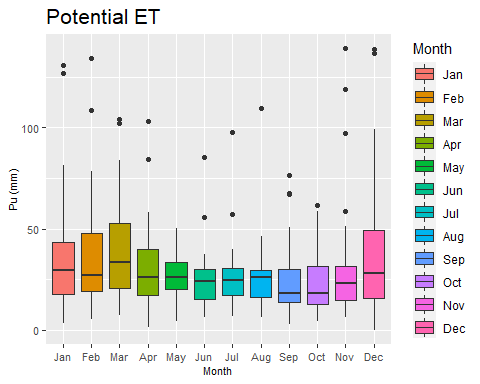 Potential ET
Pu (mm)
100
50
0
Jan Feb Mar Apr May Jun Jul Aug Sep Oct Nov Dec
Month
Month
Jan
Feb
Mar
Apr
May
Jun
Jul
Aug
Sep
Oct
Nov
Dec